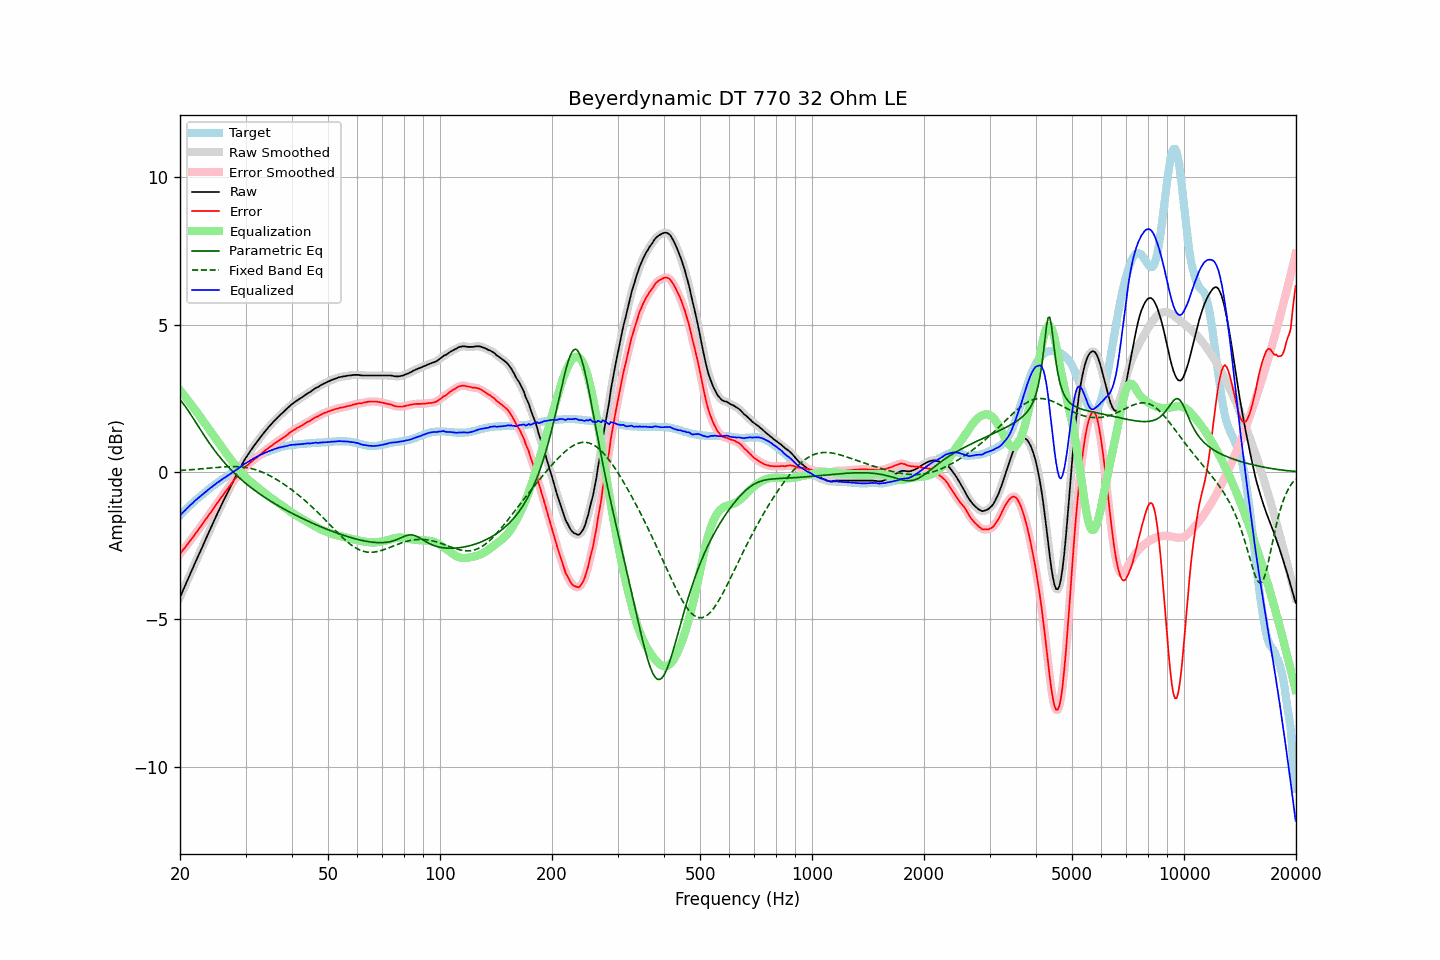 Beyerdynamic DT 770 32 Ohm LE
Target
Raw Smoothed
Error Smoothed
Raw
Error
Equalization
Parametric Eq
Fixed Band Eq
Equalized
Amplitude (dBr)
10
5
0
−5
−10
20
50
100
200
500
1000
2000
5000
10000
20000
Frequency (Hz)